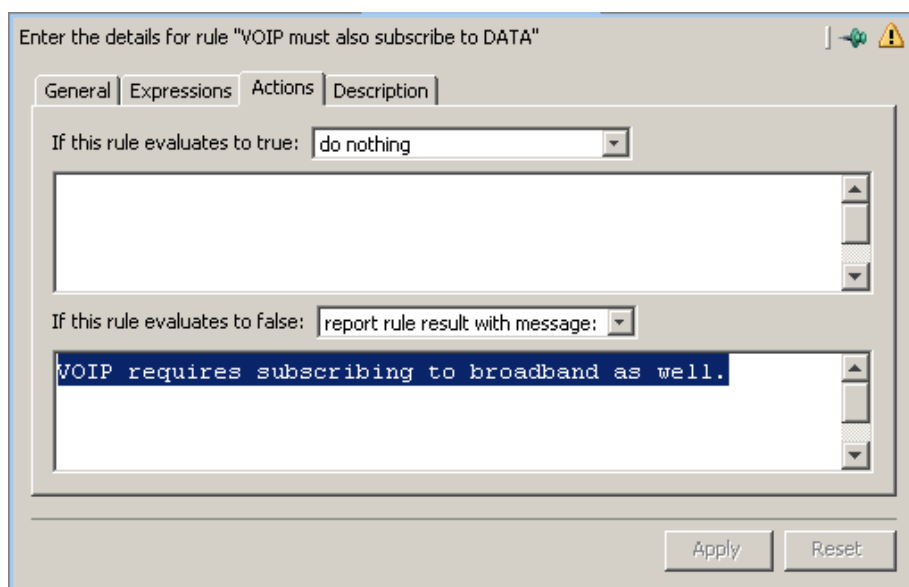 Enter the details for rule "VOIP must also subscribe to DATA"
General Expressions Actions Description
If this rule evaluates to true: do nothing
If this rule evaluates to false: report rule result with message:
VOIP requires subscribing to broadband as well.
Apply Reset